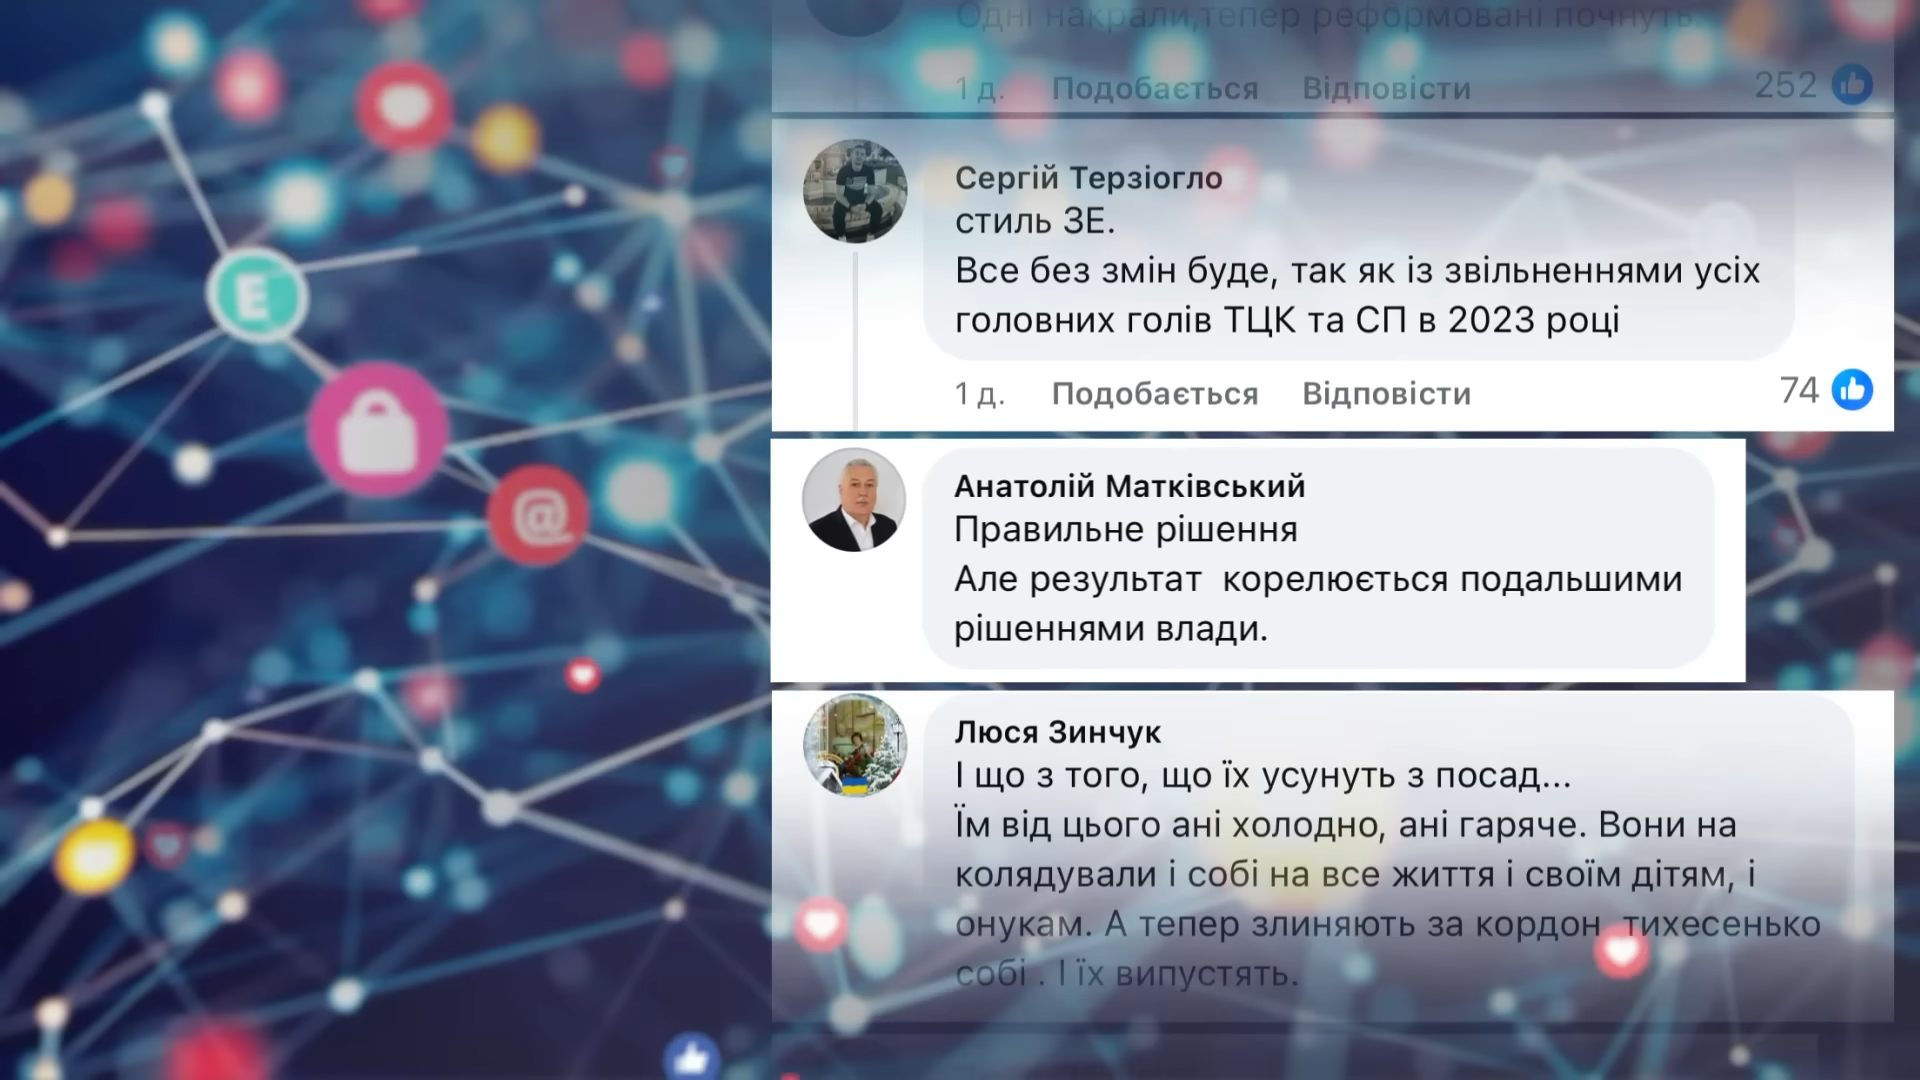 Одні накрали,тепер реформовані почнуть.
1 д. Подобається Відповісти 252
Сергій Терзіогло
стиль ЗЕ.
Все без змін буде, так як із звільненнями усіх
головних голів ТЦК та СП в 2023 році
1 д. Подобається Відповісти 74
Анатолій Матківський
Правильне рішення
Але результат корелюється подальшими
рішеннями влади.
Люся Зинчук
І що з того, що їх усунуть з посад...
Їм від цього ані холодно, ані гаряче. Вони на
колядували і собі на все життя і своїм дітям, і
онукам. А тепер злиняють за кордон тихесенько
собі . І їх випустять.
E
@